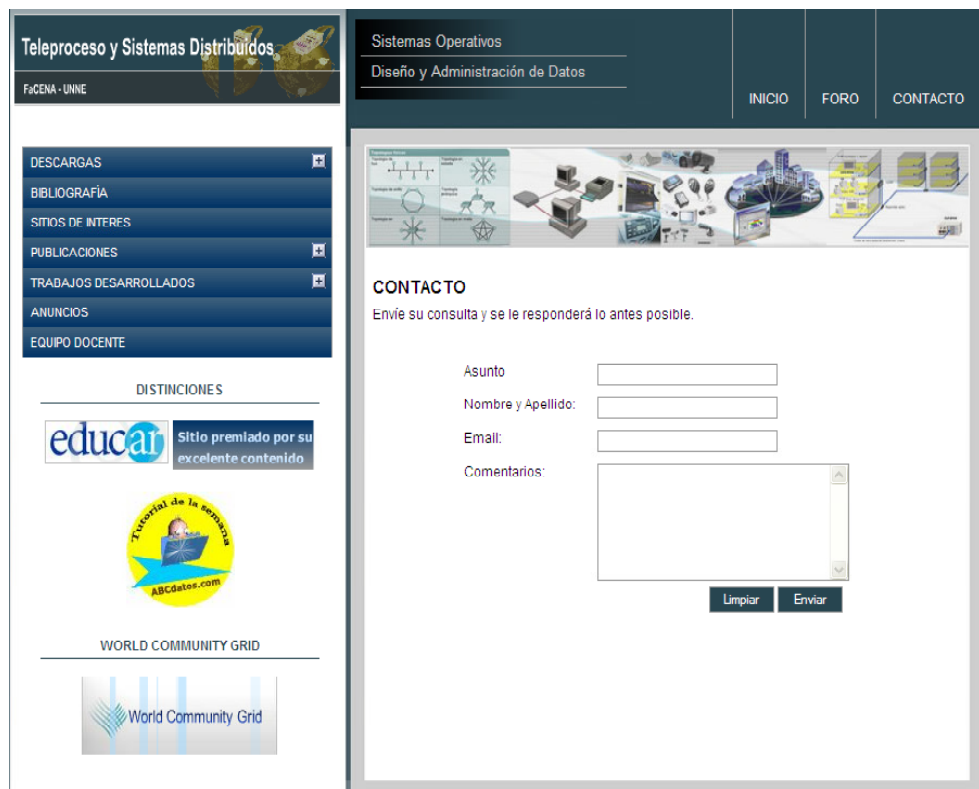 Teleproceso y Sistemas Distribuidos
FaCENA - UNNE
Sistemas Operativos
Diseño y Administración de Datos
INICIO
FORO
CONTACTO
DESCARGAS
BIBLIOGRAFÍA
SITIOS DE INTERES
PUBLICACIONES
TRABAJOS DESARROLLADOS
ANUNCIOS
EQUIPO DOCENTE
DISTINCIONES
educar
Sitio premiado por su
excelente contenido
Tutorial de la semana
ABCdatos.com
WORLD COMMUNITY GRID
World Community Grid
CONTACTO
Envíe su consulta y se le responderá lo antes posible.
Asunto
Nombre y Apellido:
Email:
Comentarios:
Limpiar
Enviar